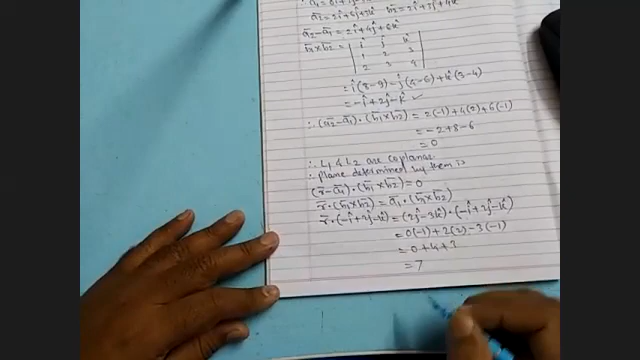 ā₂ = 2î+6ĵ+3k̂ b̄₂ = 2î+3ĵ+4k̂
ā₂-ā₁ = 2î+4ĵ+6k̂
b̄₁×b̄₂ = | î ĵ k̂
1 2 3
2 3 4 |
= î(8-9)-ĵ(4-6)+k̂(3-4)
= -î+2ĵ-k̂ ✓
∴(ā₂-ā₁)·(b̄₁×b̄₂) = 2(-1)+4(2)+6(-1)
= -2+8-6
= 0
∴ L₁ & L₂ are coplanar
∴ plane determined by them is
(r̄-ā₁)·(b̄₁×b̄₂) = 0
r̄·(b̄₁×b̄₂) = ā₁·(b̄₁×b̄₂)
r̄·(-î+2ĵ-k̂) = (2ĵ-3k̂)·(-î+2ĵ-k̂)
= 0(-1)+2(2)-3(-1)
= 0+4+3
= 7